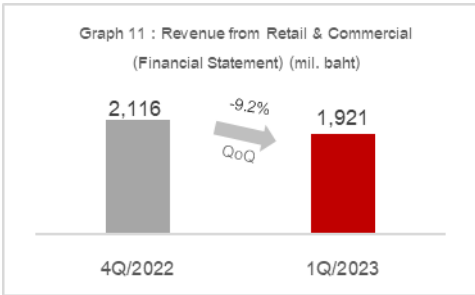 Graph 11 : Revenue from Retail & Commercial
(Financial Statement) (mil. baht)
2,116
-9.2%
1,921
QoQ
4Q/2022
1Q/2023